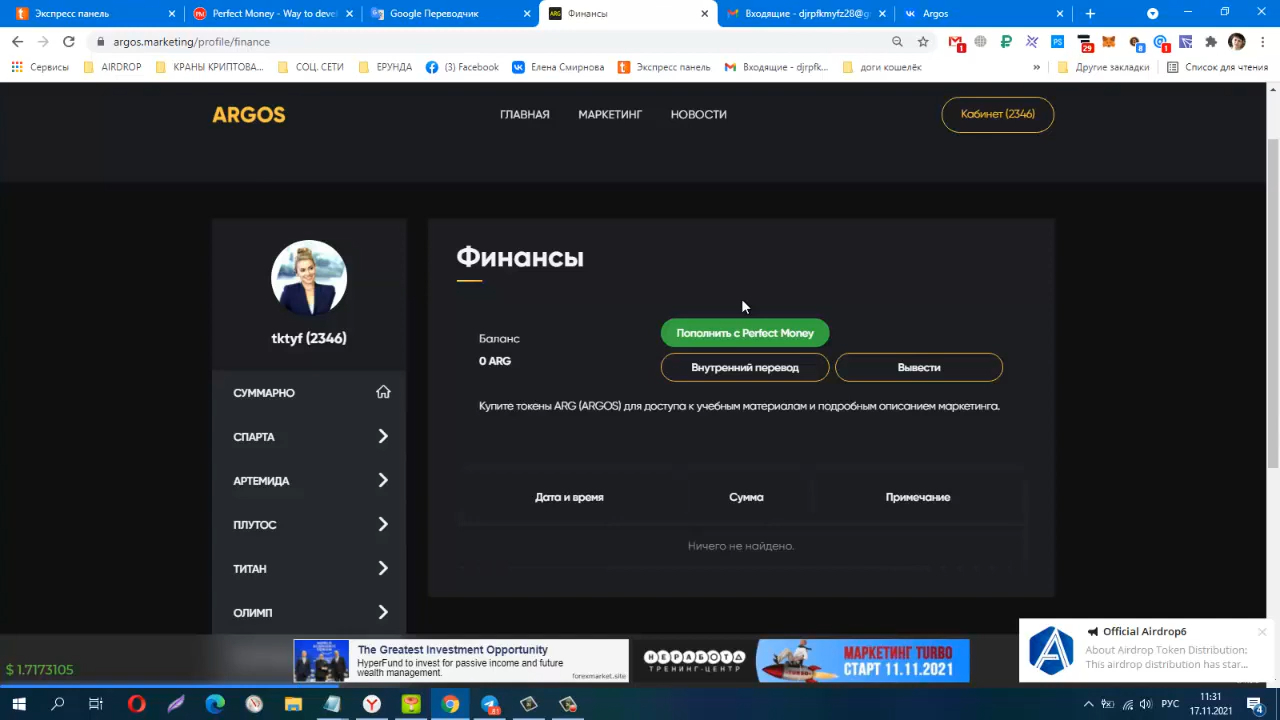 Экспресс панель
Perfect Money - Way to devel
Google Переводчик
Финансы
Входящие - djrpfkmyfz28@g
Argos
argos.marketing/profile/finance
Сервисы
AIRDROP
КРАНЫ КРИПТОВА...
СОЦ. СЕТИ
ЕРУНДА
(3) Facebook
Елена Смирнова
Экспресс панель
Входящие - djrpfk...
доги кошелёк
»
Другие закладки
Список для чтения
ARGOS
ГЛАВНАЯ
МАРКЕТИНГ
НОВОСТИ
Кабинет (2346)
tktyf (2346)
СУММАРНО
СПАРТА
АРТЕМИДА
ПЛУТОС
ТИТАН
ОЛИМП
Финансы
Баланс
0 ARG
Пополнить с Perfect Money
Внутренний перевод
Вывести
Купите токены ARG (ARGOS) для доступа к учебным материалам и подробным описанием маркетинга.
Дата и время
Сумма
Примечание
Ничего не найдено.
$ 1.7173105
The Greatest Investment Opportunity
HyperFund to invest for passive income and future
wealth management.
forexmarket.site
НЕРАБОТА
ТРЕНИНГ-ЦЕНТР
МАРКЕТИНГ TURBO
СТАРТ 11.11.2021
Official Airdrop6
About Airdrop Token Distribution:
This airdrop distribution has star...
РУС
11:31
17.11.2021